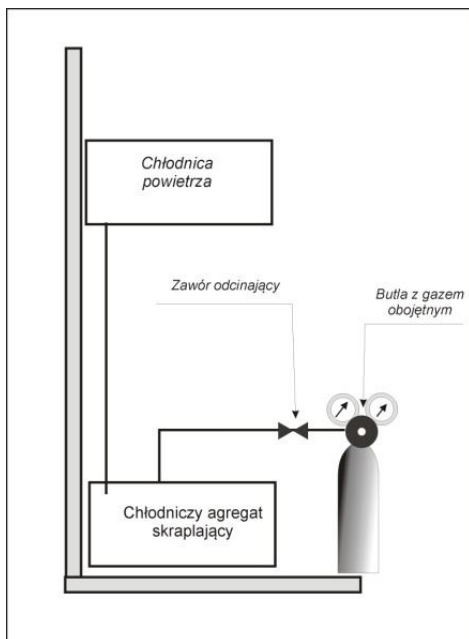 Chłodnica
powietrza
Zawór odcinający
Butla z gazem
obojętnym
Chłodniczy agregat
skraplający